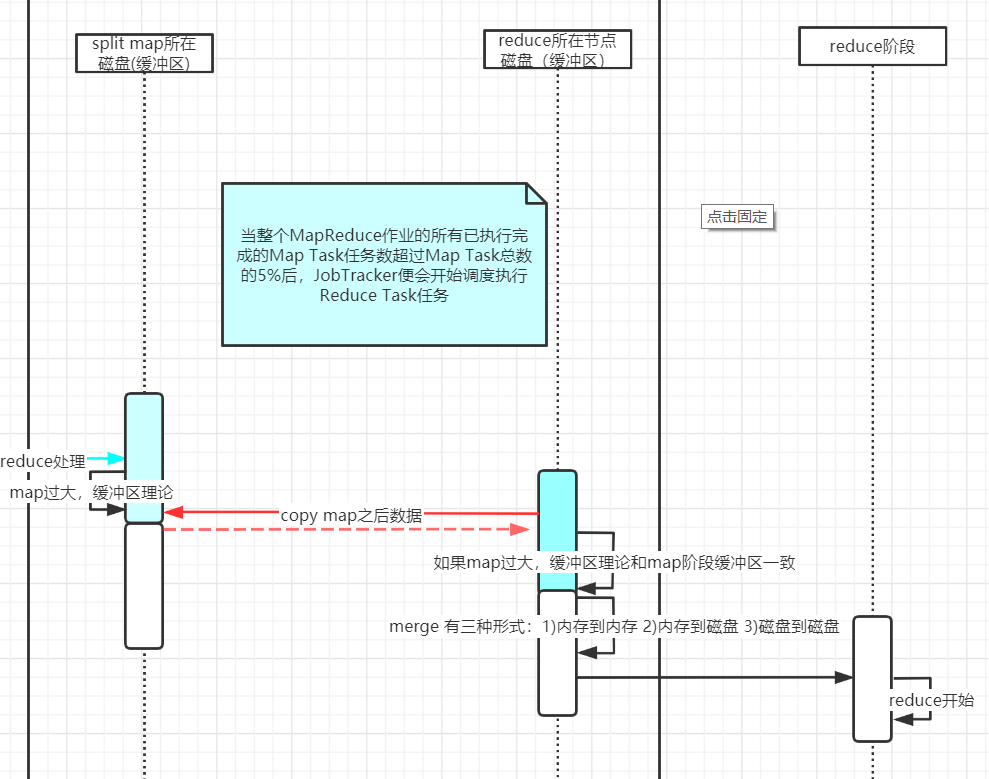 split map所在
磁盘(缓冲区)
reduce所在节点
磁盘（缓冲区）
reduce阶段
点击固定
当整个MapReduce作业的所有已执行完
成的Map Task任务数超过Map Task总数
的5%后，JobTracker便会开始调度执行
Reduce Task任务
reduce处理
map过大，缓冲区理论
copy map之后数据
如果map过大，缓冲区理论和map阶段缓冲区一致
merge 有三种形式：1)内存到内存 2)内存到磁盘 3)磁盘到磁盘
reduce开始